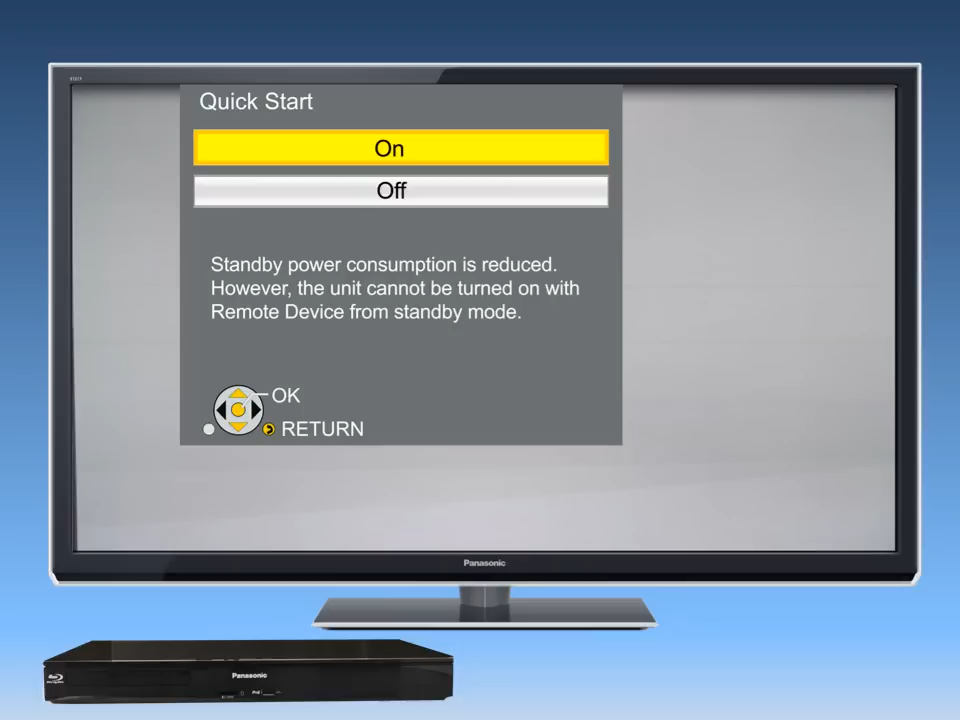 Quick Start
On
Off
Standby power consumption is reduced.
However, the unit cannot be turned on with
Remote Device from standby mode.
OK
RETURN
Panasonic
Panasonic